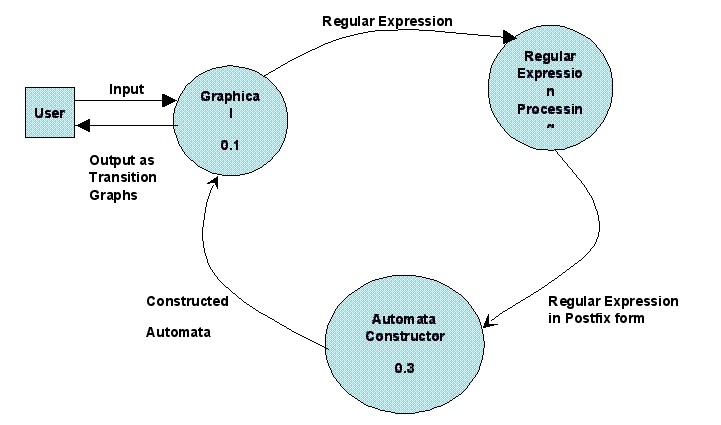 Regular Expression
Regular
Expressio
n
Processin
Input
Graphica
l
0.1
User
Output as
Transition
Graphs
Constructed
Automata
Automata
Constructor
0.3
Regular Expression
in Postfix form